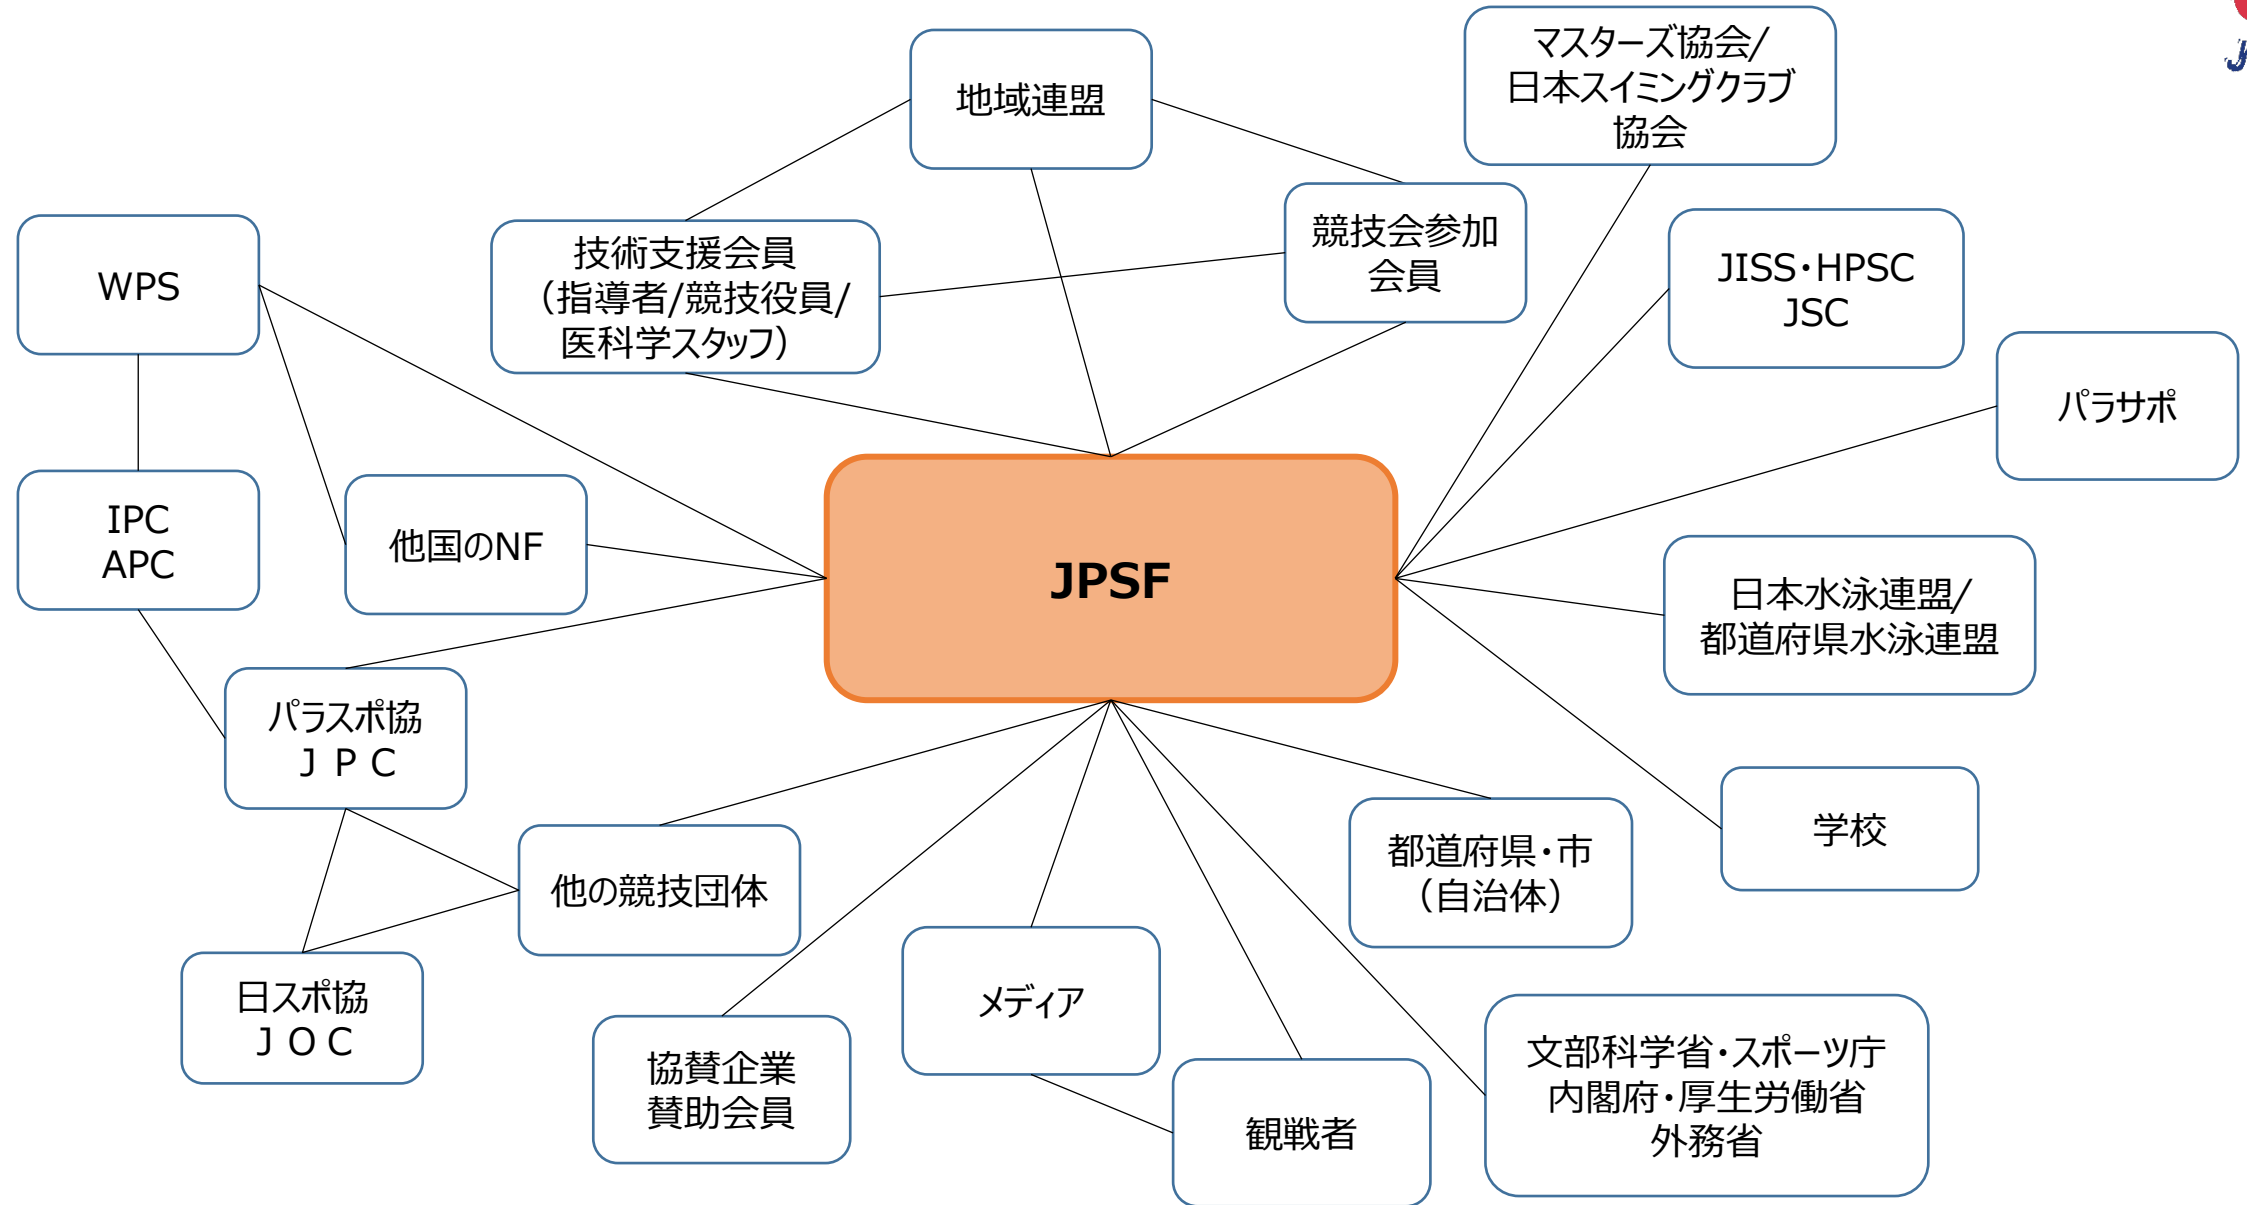 マスターズ協会/
日本スイミングクラブ
協会
地域連盟
競技会参加
会員
技術支援会員
（指導者/競技役員/
医科学スタッフ）
WPS
JISS・HPSC
JSC
パラサポ
IPC
APC
他国のNF
JPSF
日本水泳連盟/
都道府県水泳連盟
パラスポ協
ＪＰＣ
学校
都道府県・市
（自治体）
他の競技団体
日スポ協
ＪＯＣ
メディア
協賛企業
賛助会員
観戦者
文部科学省・スポーツ庁
内閣府・厚生労働省
外務省